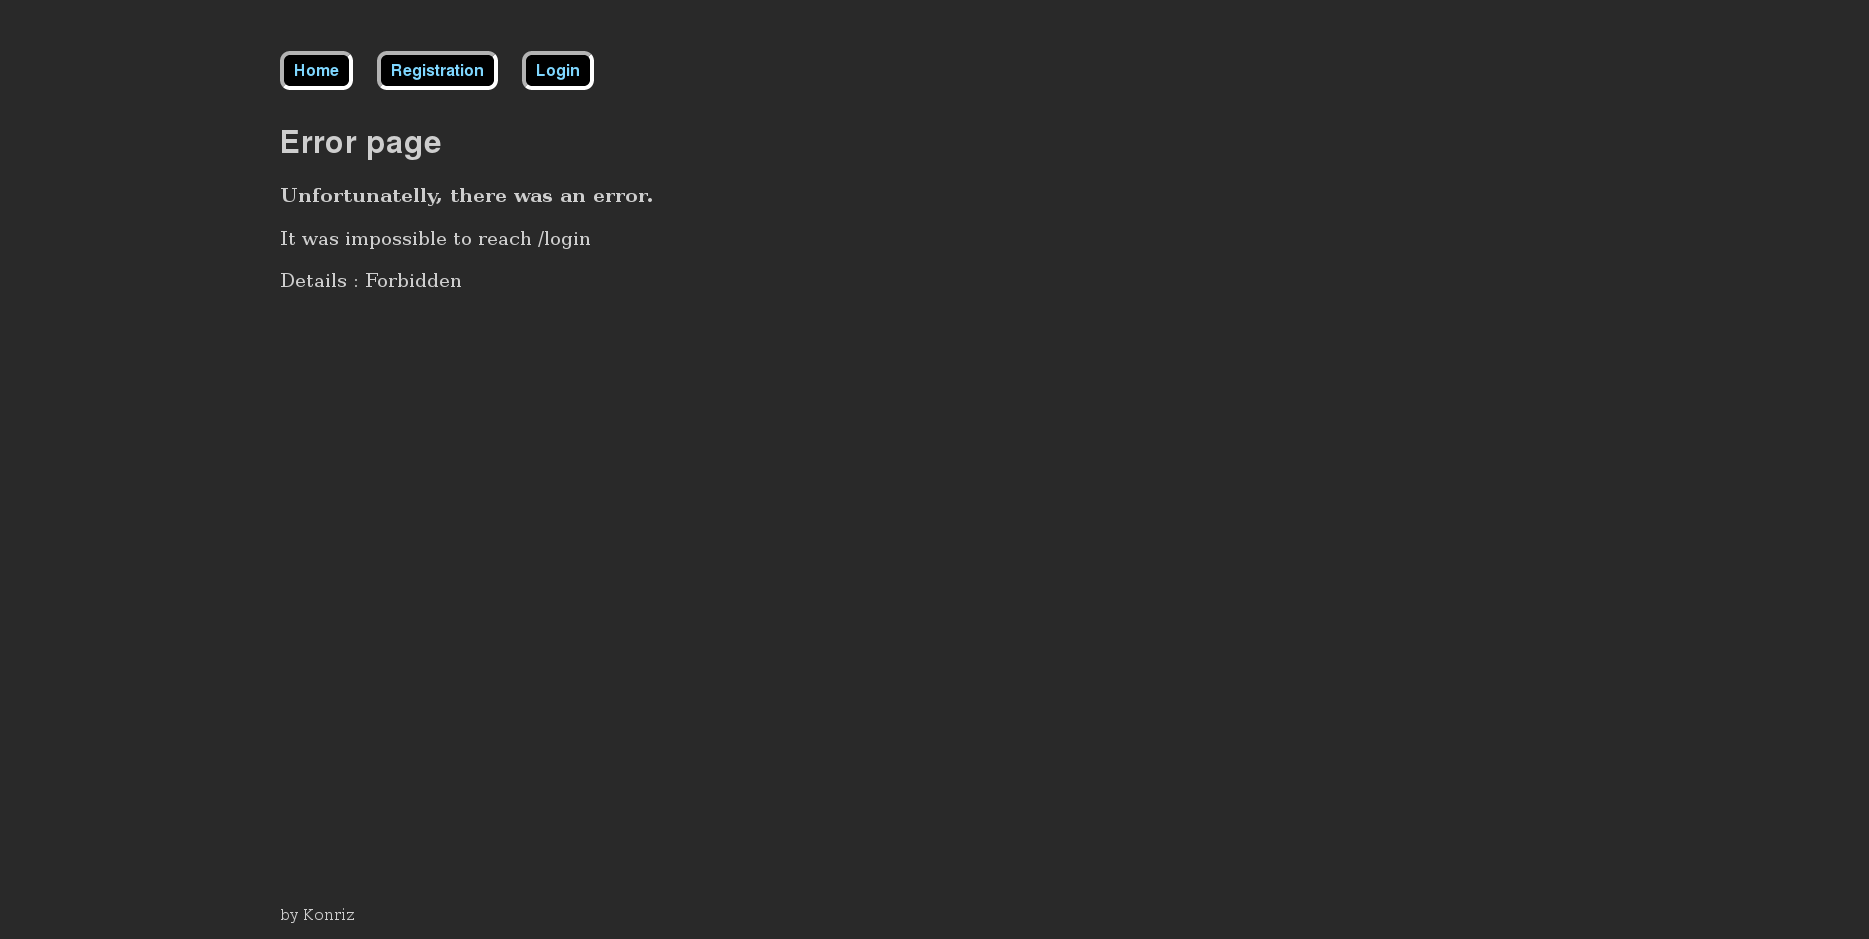 Home Registration Login
Error page
Unfortunatelly, there was an error.
It was impossible to reach /login
Details : Forbidden
by Konriz